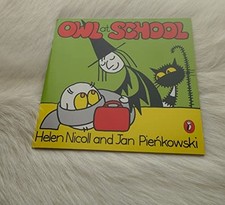 OWL at SCHOOL
Helen Nicoll and Jan Pieńkowski